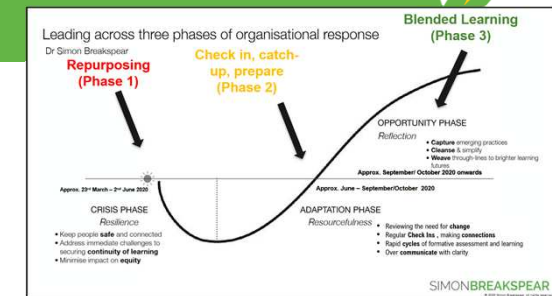 Leading across three phases of organisational response
Dr Simon Breakspear
Repurposing
(Phase 1)
Check in, catch-
up, prepare
(Phase 2)
Blended Learning
(Phase 3)
OPPORTUNITY PHASE
Reflection
• Capture emerging practices
• Cleanse & simplify
• Weave through-lines to brighter learning
futures
Approx. September/ October 2020 onwards
Approx. 23rd March – 2nd June 2020
Approx. June – September/October 2020
CRISIS PHASE
Resilience
• Keep people safe and connected
• Address immediate challenges to
securing continuity of learning
• Minimise impact on equity
ADAPTATION PHASE
Resourcefulness
• Reviewing the need for change
• Regular Check Ins , making connections
• Rapid cycles of formative assessment and learning
• Over communicate with clarity
SIMONBREAKSPEAR